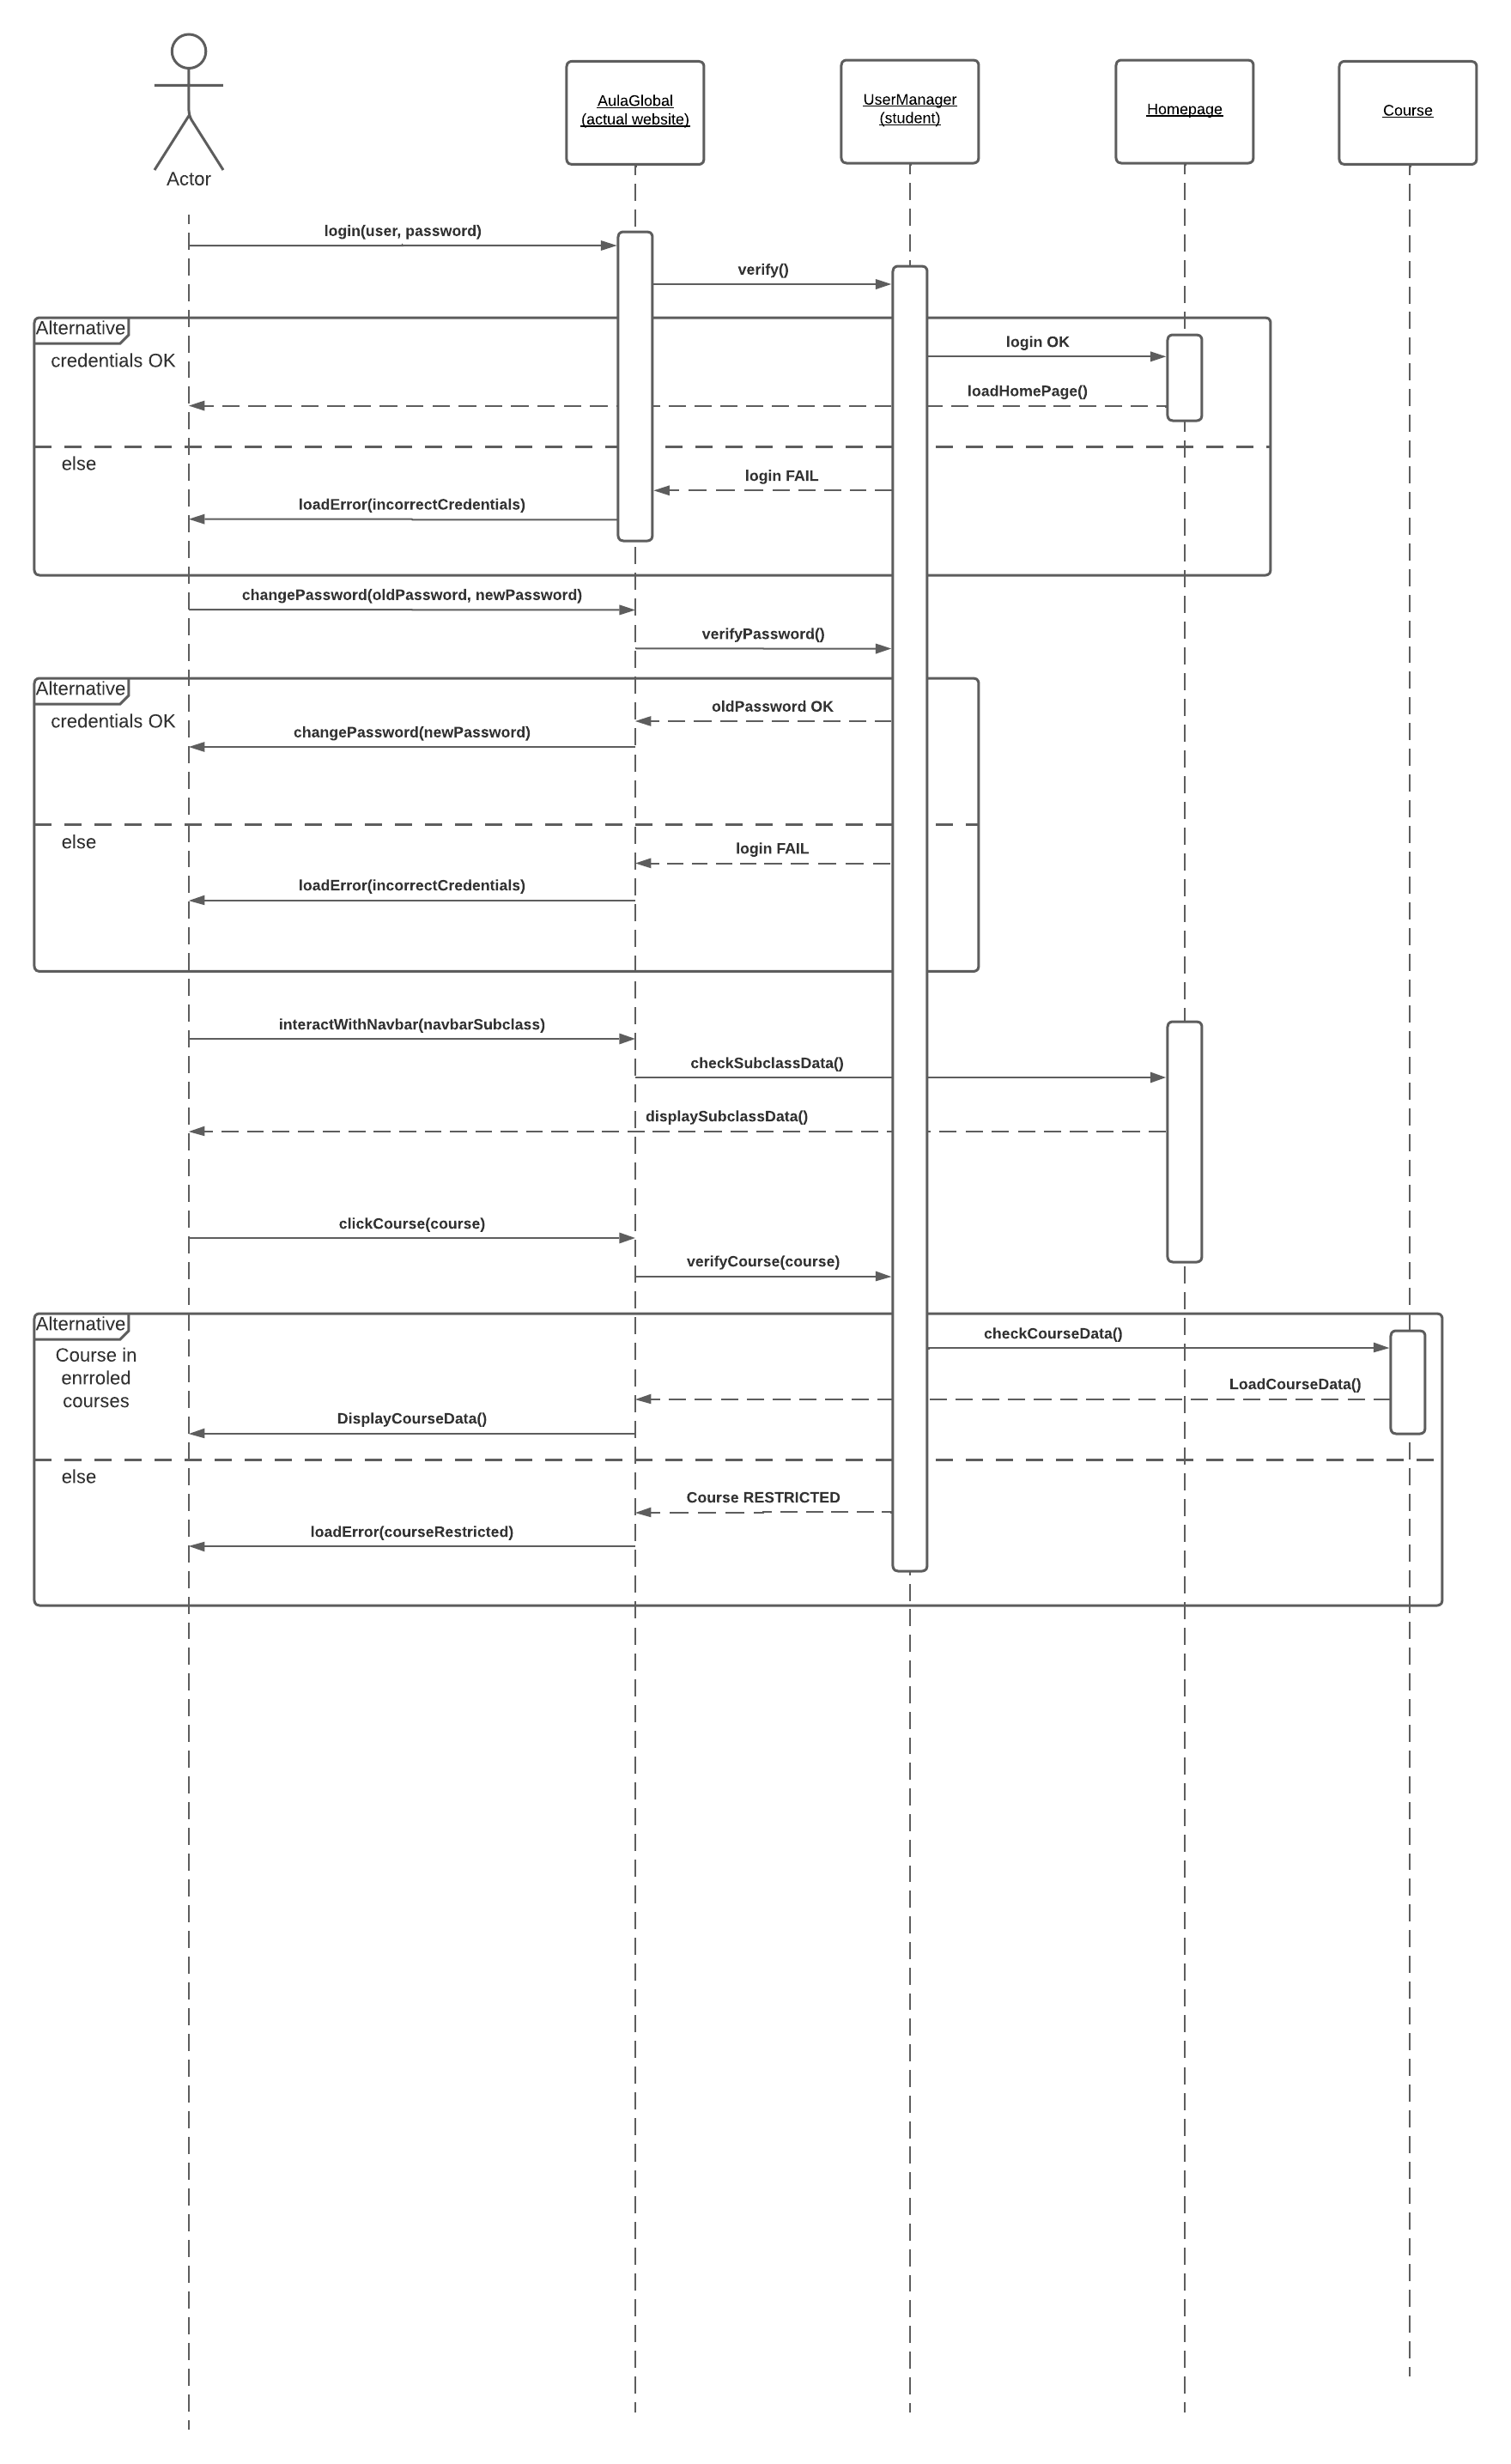 Actor
AulaGlobal
(actual website)
UserManager
(student)
Homepage
Course
login(user, password)
verify()
Alternative
credentials OK
login OK
loadHomePage()
else
login FAIL
loadError(incorrectCredentials)
changePassword(oldPassword, newPassword)
verifyPassword()
Alternative
credentials OK
oldPassword OK
changePassword(newPassword)
else
login FAIL
loadError(incorrectCredentials)
interactWithNavbar(navbarSubclass)
checkSubclassData()
displaySubclassData()
clickCourse(course)
verifyCourse(course)
Alternative
Course in
enrroled
courses
checkCourseData()
LoadCourseData()
DisplayCourseData()
else
Course RESTRICTED
loadError(courseRestricted)